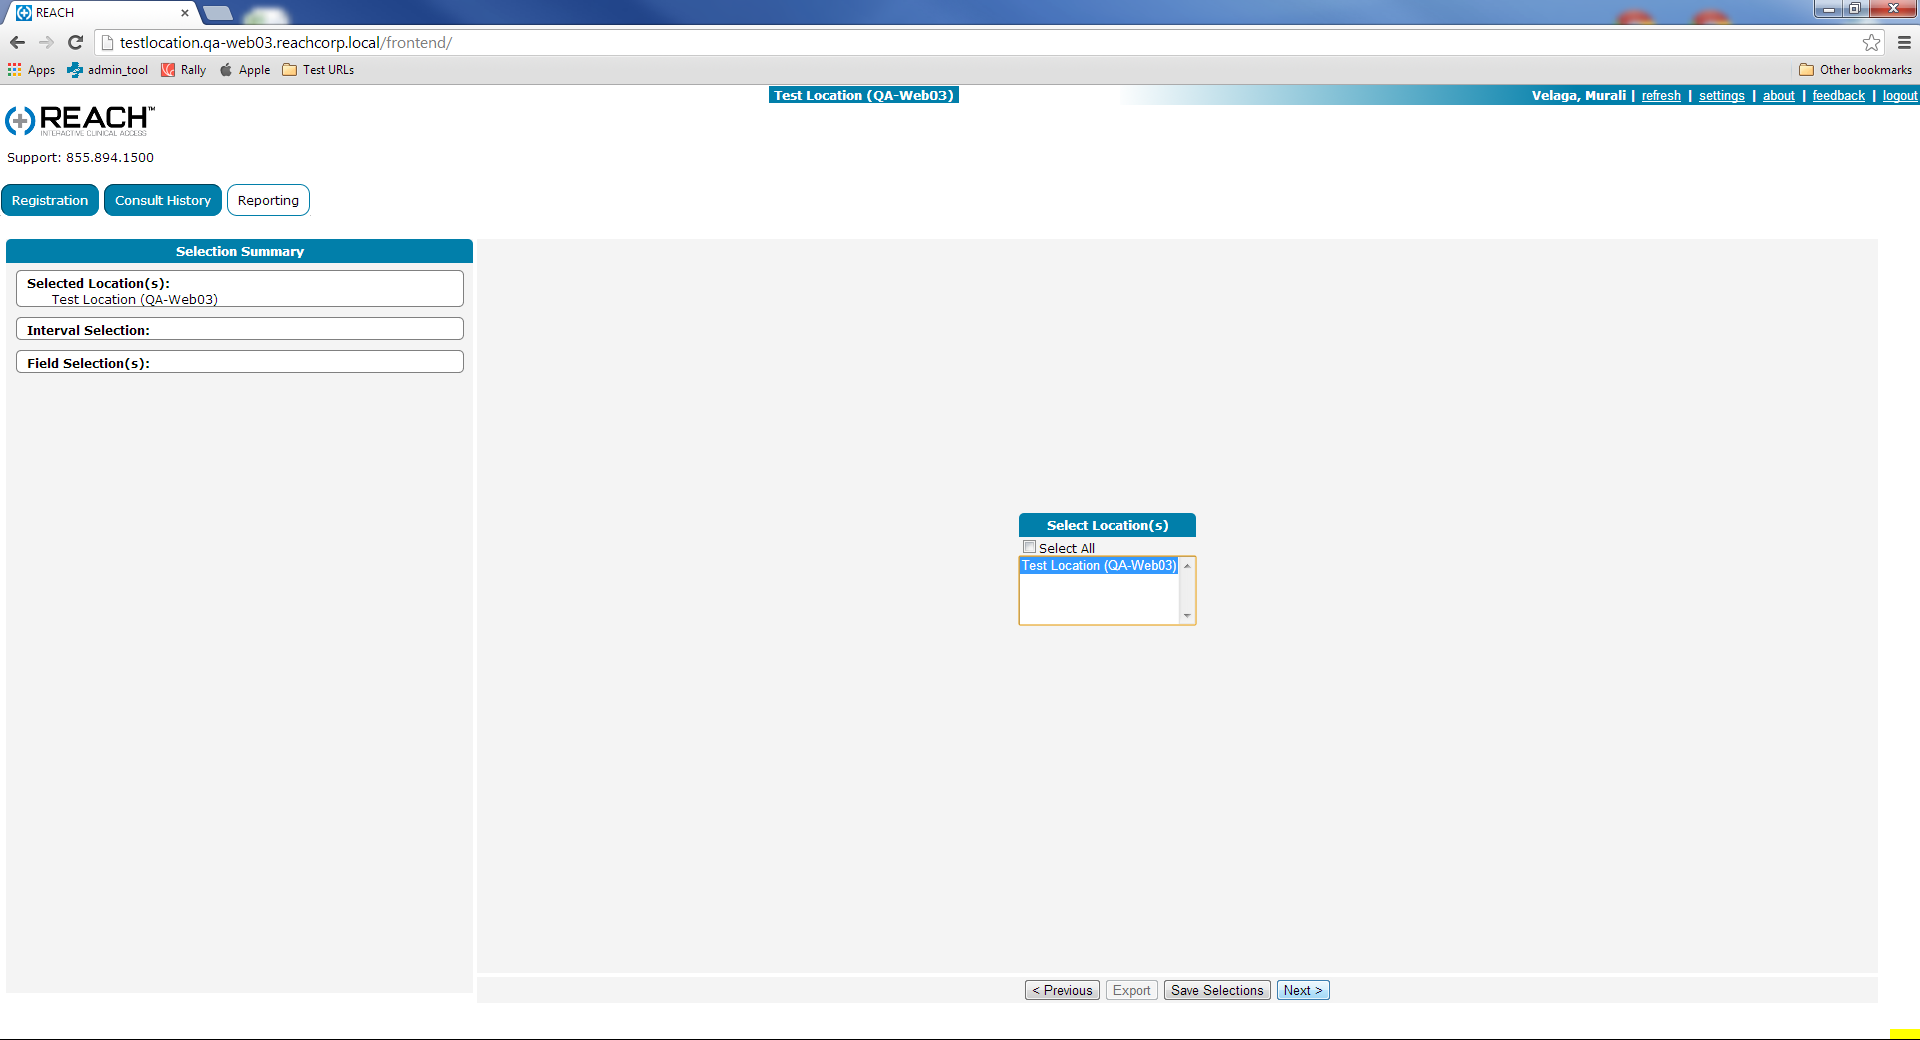 REACH
testlocation.qa-web03.reachcorp.local/frontend/
Apps admin_tool Rally Apple Test URLs Other bookmarks
Test Location (QA-Web03) Velaga, Murali | refresh | settings | about | feedback | logout
REACH™
INTERACTIVE CLINICAL ACCESS
Support: 855.894.1500
Registration Consult History Reporting
Selection Summary
Selected Location(s):
Test Location (QA-Web03)
Interval Selection:
Field Selection(s):
Select Location(s)
Select All
Test Location (QA-Web03)
< Previous Export Save Selections Next >